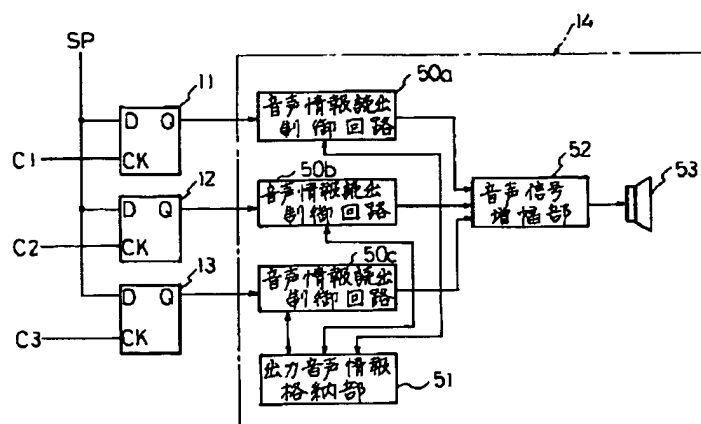 SP
14
11
50a
D Q
音声情報読出
制御回路
C1
CK
12
50b
52
53
D Q
音声情報読出
制御回路
音声信号
増幅部
C2
CK
13
50c
D Q
音声情報読出
制御回路
C3
CK
出力音声情報
格納部
51